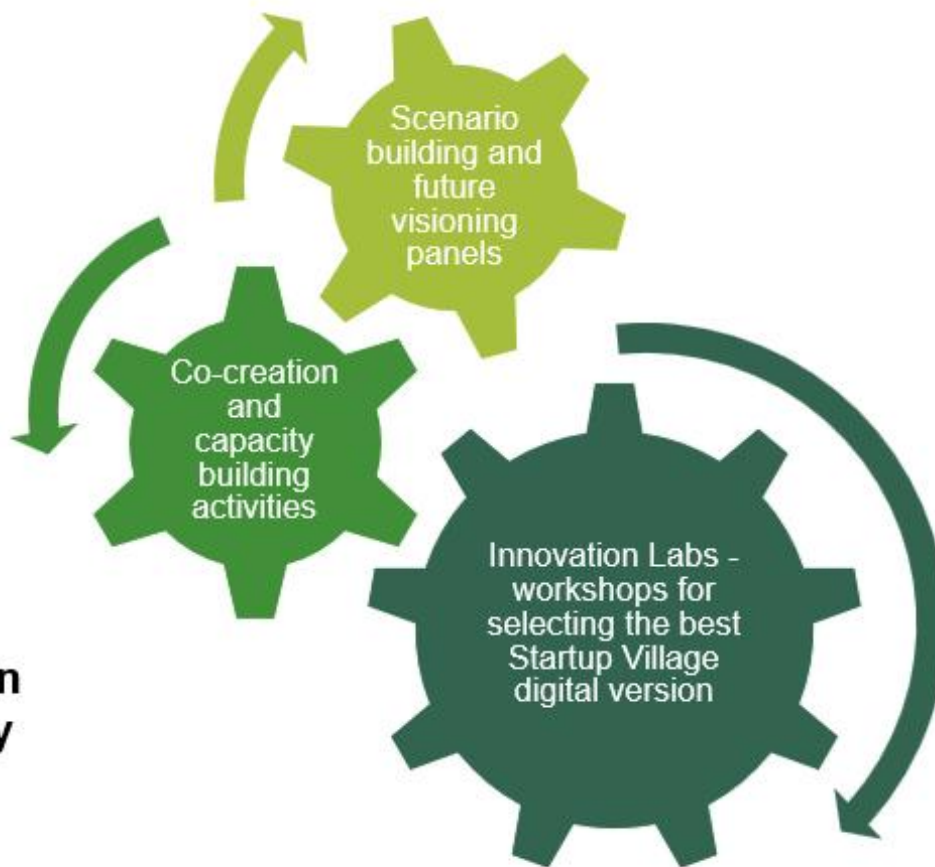 Scenario
building and
future
visioning
panels
Co-creation
and
capacity
building
activities
Innovation Labs -
workshops for
selecting the best
Startup Village
digital version